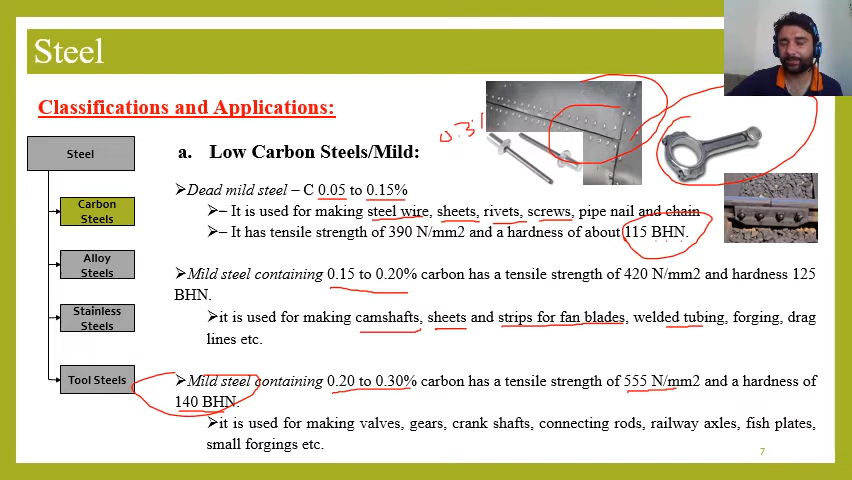 Steel
Classifications and Applications:
Steel
Carbon
Steels
Alloy
Steels
Stainless
Steels
Tool Steels
0.3%
a. Low Carbon Steels/Mild:
➢Dead mild steel – C 0.05 to 0.15%
➢– It is used for making steel wire, sheets, rivets, screws, pipe nail and chain
➢– It has tensile strength of 390 N/mm2 and a hardness of about 115 BHN.
➢Mild steel containing 0.15 to 0.20% carbon has a tensile strength of 420 N/mm2 and hardness 125
BHN.
➢it is used for making camshafts, sheets and strips for fan blades, welded tubing, forging, drag
lines etc.
➢Mild steel containing 0.20 to 0.30% carbon has a tensile strength of 555 N/mm2 and a hardness of
140 BHN.
➢it is used for making valves, gears, crank shafts, connecting rods, railway axles, fish plates,
small forgings etc.
7